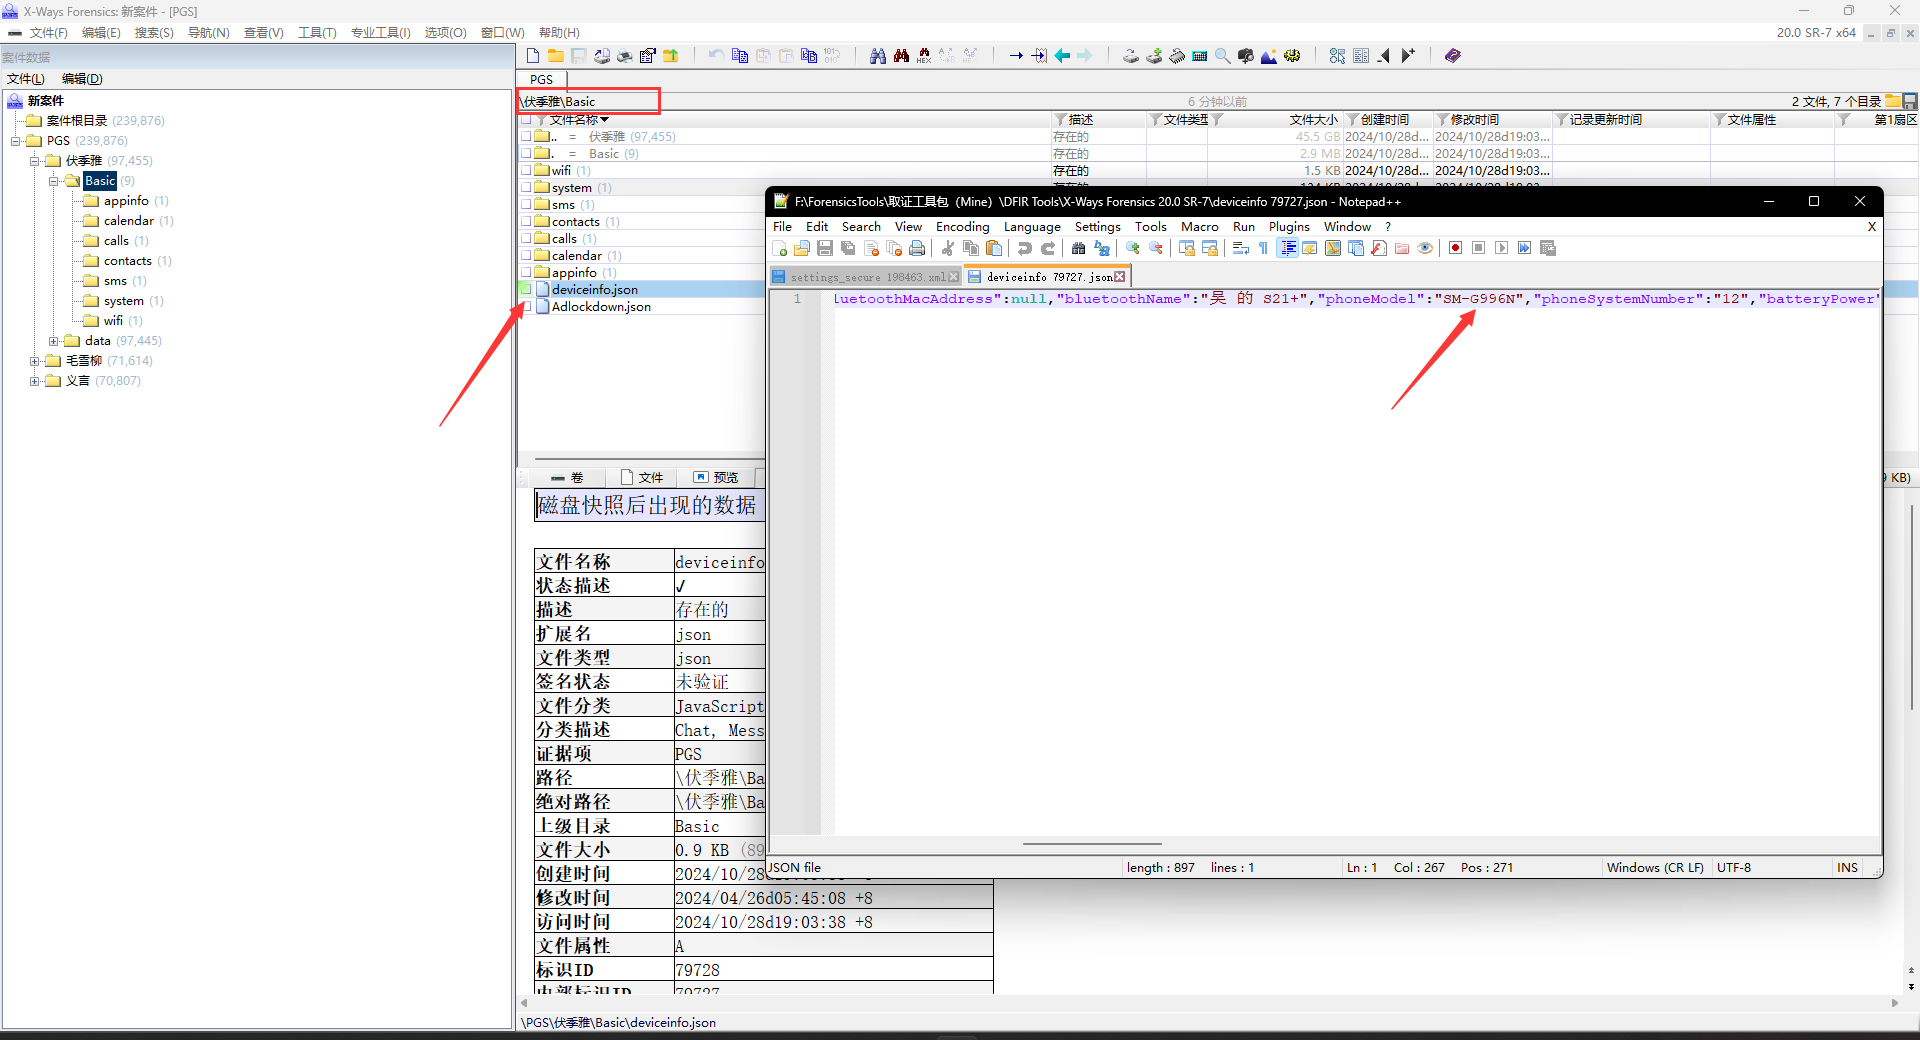 X-Ways Forensics: 新案件 - [PGS]
文件(F) 编辑(E) 搜索(S) 导航(N) 查看(V) 工具(T) 专业工具(I) 选项(O) 窗口(W) 帮助(H)
20.0 SR-7 x64
案件数据
文件(L) 编辑(D)
新案件
案件根目录 (239,876)
PGS (239,876)
伏季雅 (97,455)
Basic (9)
appinfo (1)
calendar (1)
calls (1)
contacts (1)
sms (1)
system (1)
wifi (1)
data (97,445)
毛雪柳 (71,614)
义言 (70,807)
PGS
\伏季雅\Basic
6 分钟以前
2 文件, 7 个目录
文件名称 描述 文件类型 文件大小 创建时间 修改时间 记录更新时间 文件属性 第1扇区
.. = 伏季雅 (97,455) 存在的 45.5 GB 2024/10/28d... 2024/10/28d19:03...
. = Basic (9) 存在的 2.9 MB 2024/10/28d... 2024/10/28d19:03...
wifi (1) 存在的 1.5 KB 2024/10/28d... 2024/10/28d19:03...
system (1)
sms (1)
contacts (1)
calls (1)
calendar (1)
appinfo (1)
deviceinfo.json
Adlockdown.json
F:\ForensicsTools\取证工具包（Mine）\DFIR Tools\X-Ways Forensics 20.0 SR-7\deviceinfo 79727.json - Notepad++
File Edit Search View Encoding Language Settings Tools Macro Run Plugins Window ? X
settings_secure 198463.xml deviceinfo 79727.json
1 luetoothMacAddress":null,"bluetoothName":"吴 的 S21+","phoneModel":"SM-G996N","phoneSystemNumber":"12","batteryPower"
JSON file length : 897 lines : 1 Ln : 1 Col : 267 Pos : 271 Windows (CR LF) UTF-8 INS
卷 文件 预览
KB)
磁盘快照后出现的数据
文件名称 deviceinfo
状态描述 √
描述 存在的
扩展名 json
文件类型 json
签名状态 未验证
文件分类 JavaScript
分类描述 Chat, Mess
证据项 PGS
路径 \伏季雅\Ba
绝对路径 \伏季雅\Ba
上级目录 Basic
文件大小 0.9 KB (89
创建时间 2024/10/28d
修改时间 2024/04/26d05:45:08 +8
访问时间 2024/10/28d19:03:38 +8
文件属性 A
标识ID 79728
内部标识ID 79727
\PGS\伏季雅\Basic\deviceinfo.json